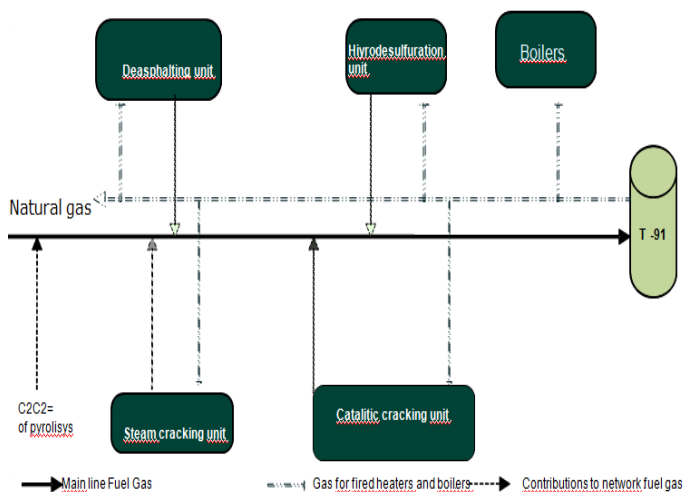 Deasphalting unit
Hiyrodesulfuration
unit
Boilers
Natural gas
T -91
C2C2=
of pyrolisys
Steam cracking unit
Catalitic cracking unit
Main line Fuel Gas
Gas for fired heaters and boilers
Contributions to network fuel gas